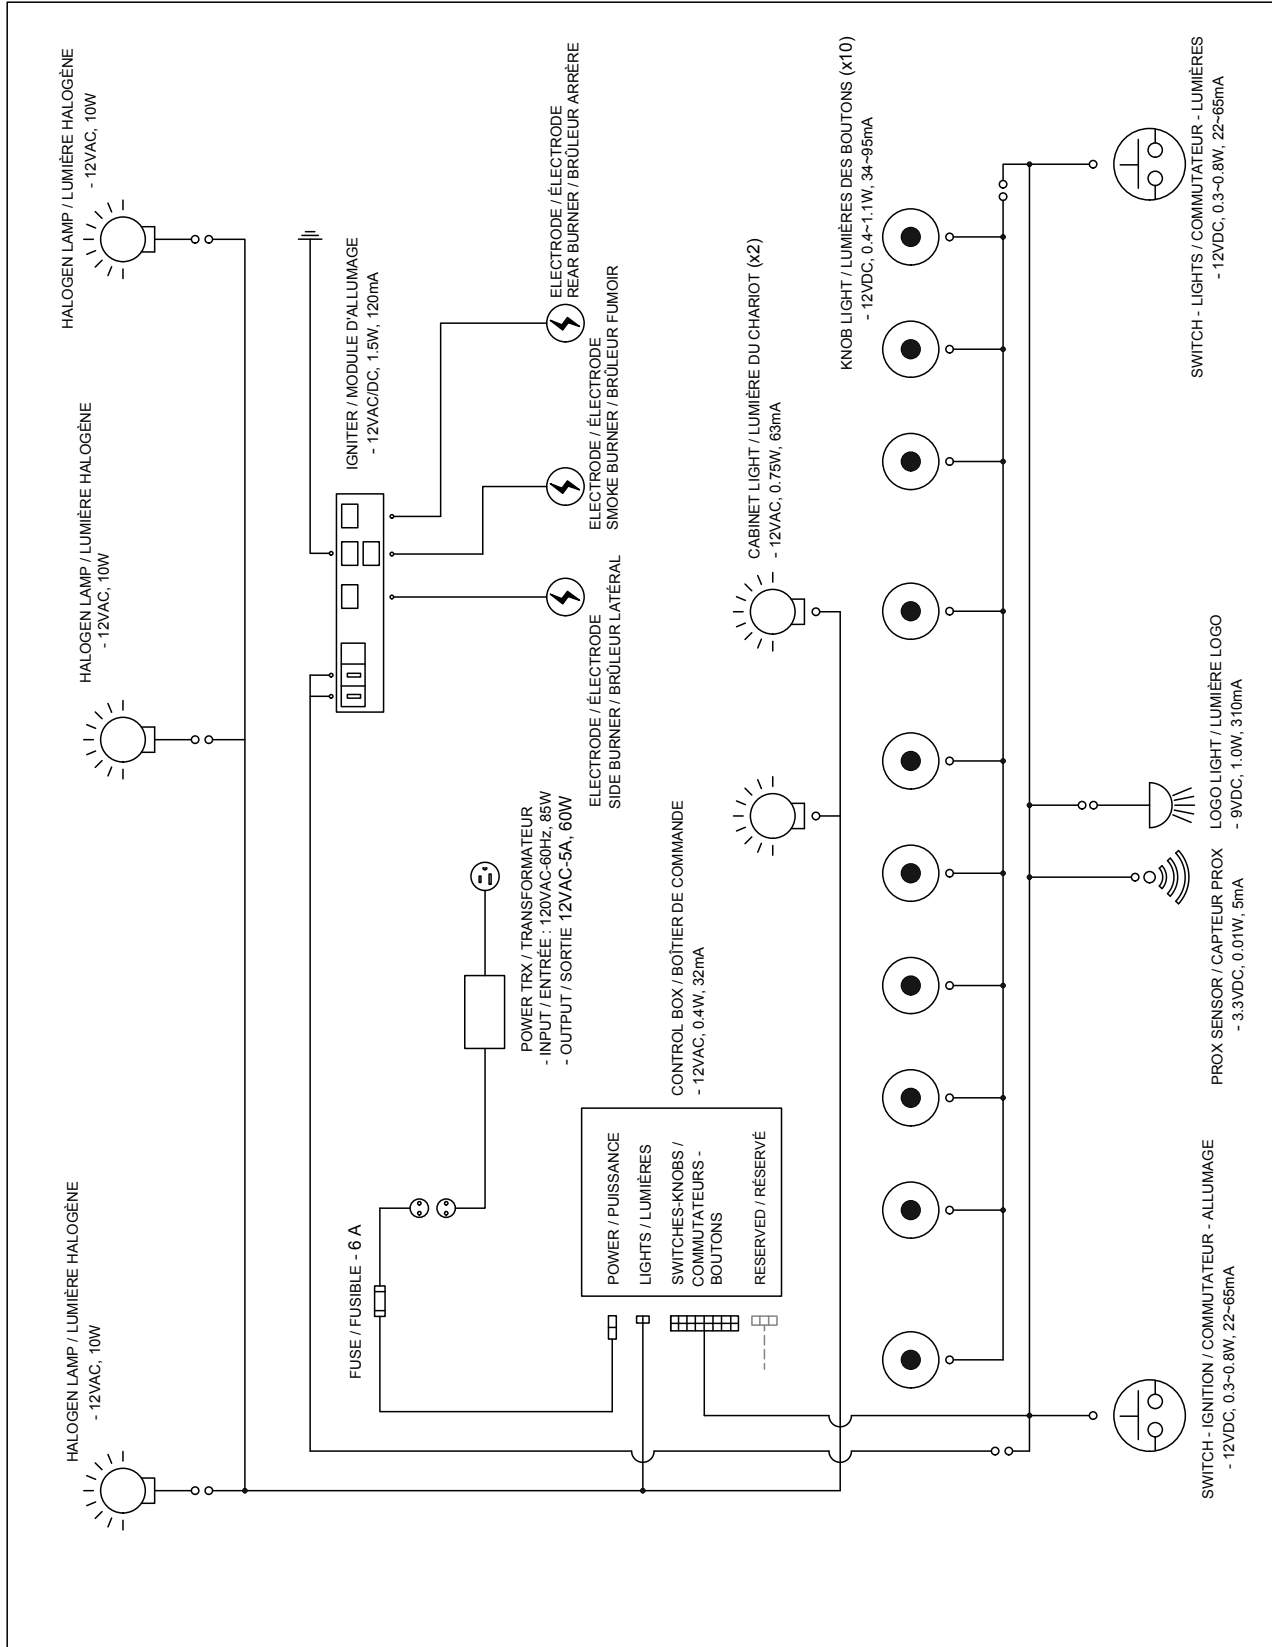 HALOGEN LAMP / LUMIÈRE HALOGÈNE
- 12VAC, 10W
HALOGEN LAMP / LUMIÈRE HALOGÈNE
- 12VAC, 10W
HALOGEN LAMP / LUMIÈRE HALOGÈNE
- 12VAC, 10W
FUSE / FUSIBLE - 6 A
POWER TRX / TRANSFORMATEUR
- INPUT / ENTRÉE : 120VAC-60Hz, 85W
- OUTPUT / SORTIE 12VAC-5A, 60W
IGNITER / MODULE D'ALLUMAGE
- 12VAC/DC, 1.5W, 120mA
ELECTRODE / ÉLECTRODE
SIDE BURNER / BRÛLEUR LATÉRAL
ELECTRODE / ÉLECTRODE
SMOKE BURNER / BRÛLEUR FUMOIR
ELECTRODE / ÉLECTRODE
REAR BURNER / BRÛLEUR ARRÈRE
CONTROL BOX / BOÎTIER DE COMMANDE
- 12VAC, 0.4W, 32mA
POWER / PUISSANCE
LIGHTS / LUMIÈRES
SWITCHES-KNOBS /
COMMUTATEURS -
BOUTONS
RESERVED / RÉSERVÉ
CABINET LIGHT / LUMIÈRE DU CHARIOT (x2)
- 12VAC, 0.75W, 63mA
KNOB LIGHT / LUMIÈRES DES BOUTONS (x10)
- 12VDC, 0.4~1.1W, 34~95mA
SWITCH - IGNITION / COMMUTATEUR - ALLUMAGE
- 12VDC, 0.3~0.8W, 22~65mA
PROX SENSOR / CAPTEUR PROX
- 3.3VDC, 0.01W, 5mA
LOGO LIGHT / LUMIÈRE LOGO
- 9VDC, 1.0W, 310mA
SWITCH - LIGHTS / COMMUTATEUR - LUMIÈRES
- 12VDC, 0.3~0.8W, 22~65mA